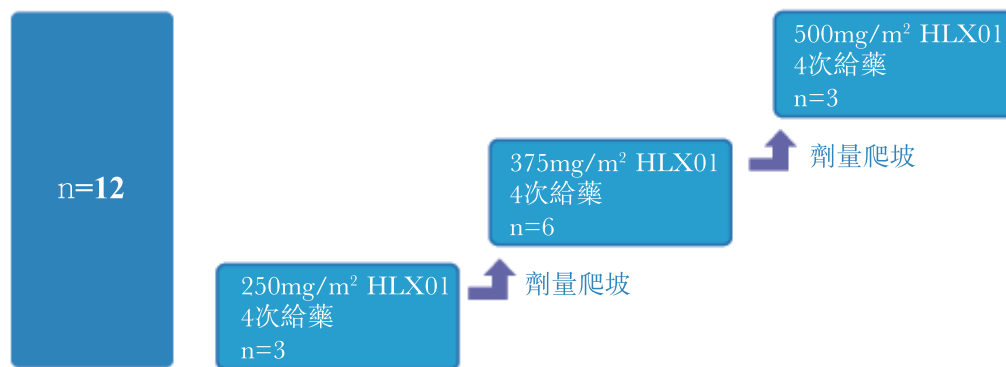 n=12
250mg/m² HLX01
4次給藥
n=3
劑量爬坡
375mg/m² HLX01
4次給藥
n=6
劑量爬坡
500mg/m² HLX01
4次給藥
n=3